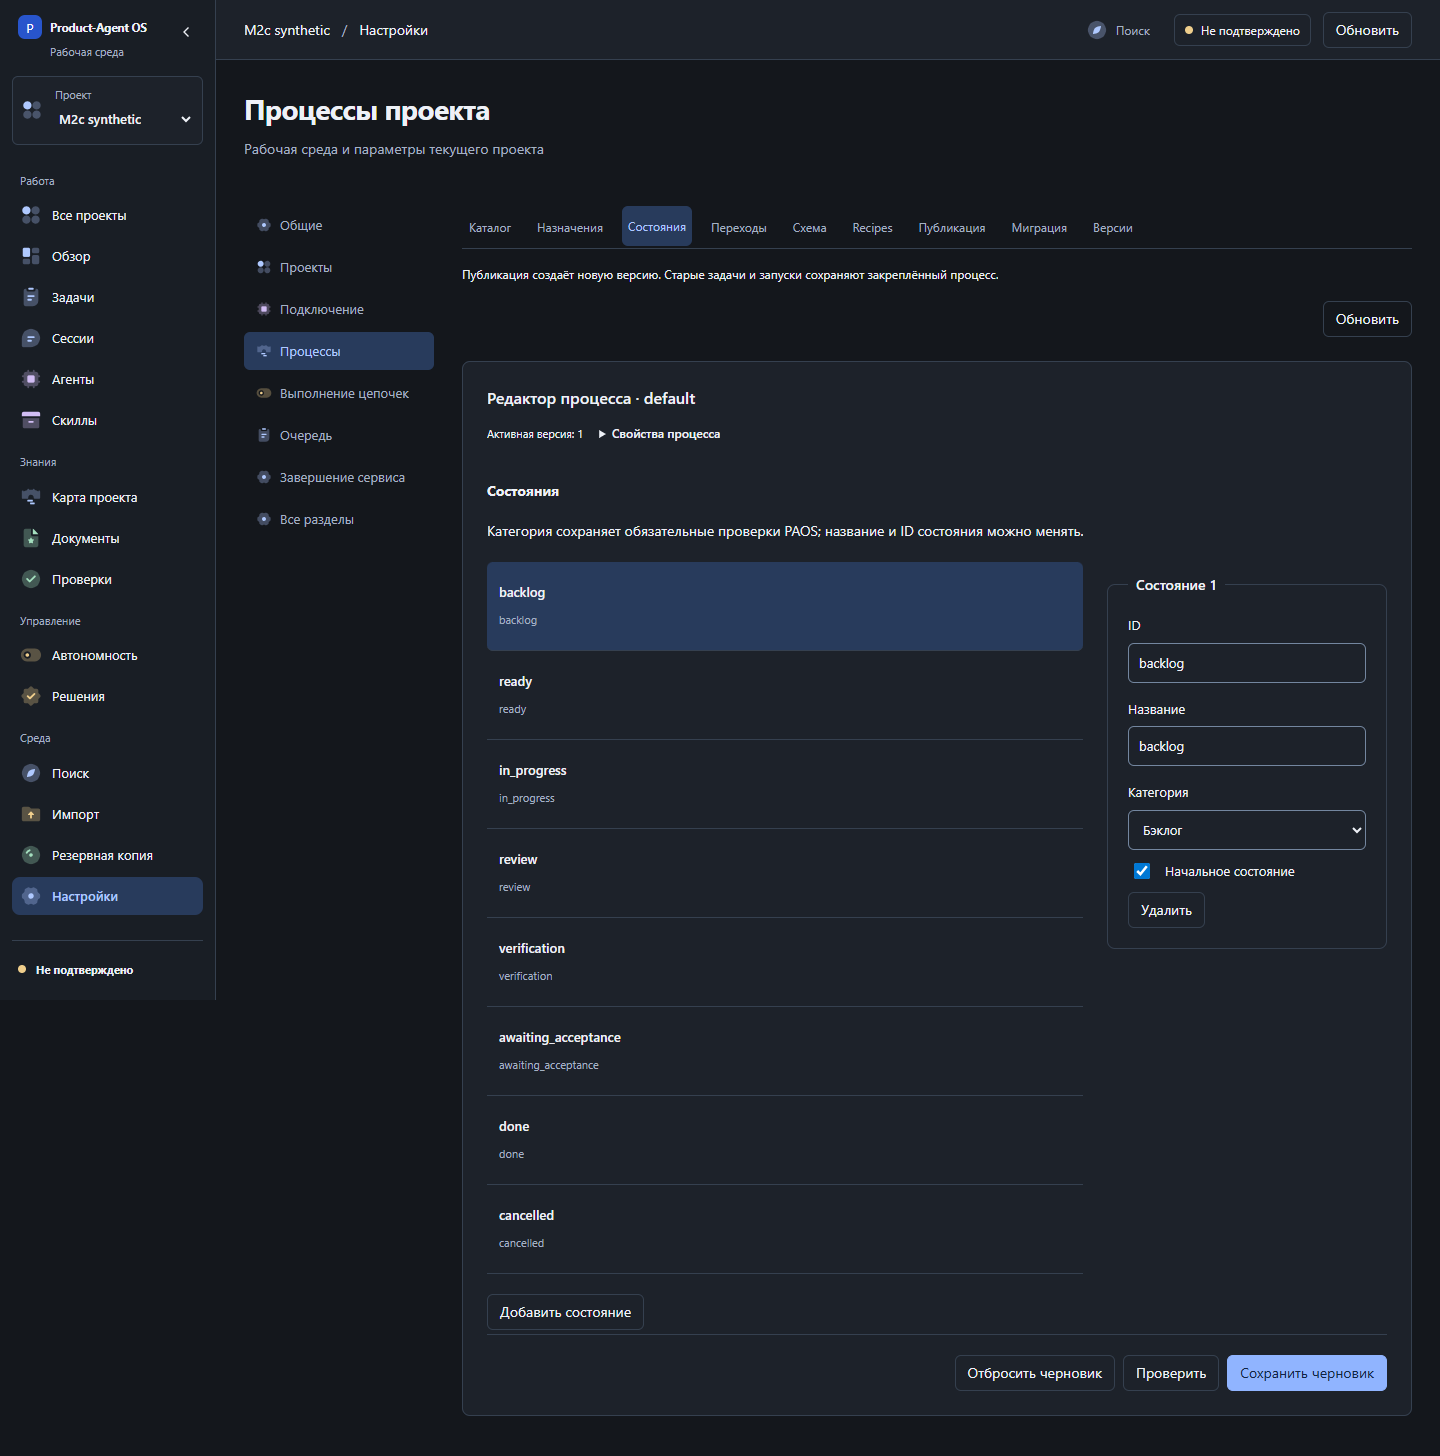 P
Product-Agent OS
Рабочая среда
Проект
M2c synthetic
Работа
Все проекты
Обзор
Задачи
Сессии
Агенты
Скиллы
Знания
Карта проекта
Документы
Проверки
Управление
Автономность
Решения
Среда
Поиск
Импорт
Резервная копия
Настройки
Не подтверждено
M2c synthetic / Настройки
Поиск
Не подтверждено
Обновить
Процессы проекта
Рабочая среда и параметры текущего проекта
Общие
Проекты
Подключение
Процессы
Выполнение цепочек
Очередь
Завершение сервиса
Все разделы
Каталог Назначения Состояния Переходы Схема Recipes Публикация Миграция Версии
Публикация создаёт новую версию. Старые задачи и запуски сохраняют закреплённый процесс.
Обновить
Редактор процесса · default
Активная версия: 1 Свойства процесса
Состояния
Категория сохраняет обязательные проверки PAOS; название и ID состояния можно менять.
backlog
backlog
ready
ready
in_progress
in_progress
review
review
verification
verification
awaiting_acceptance
awaiting_acceptance
done
done
cancelled
cancelled
Добавить состояние
Состояние 1
ID
backlog
Название
backlog
Категория
Бэклог
Начальное состояние
Удалить
Отбросить черновик Проверить Сохранить черновик